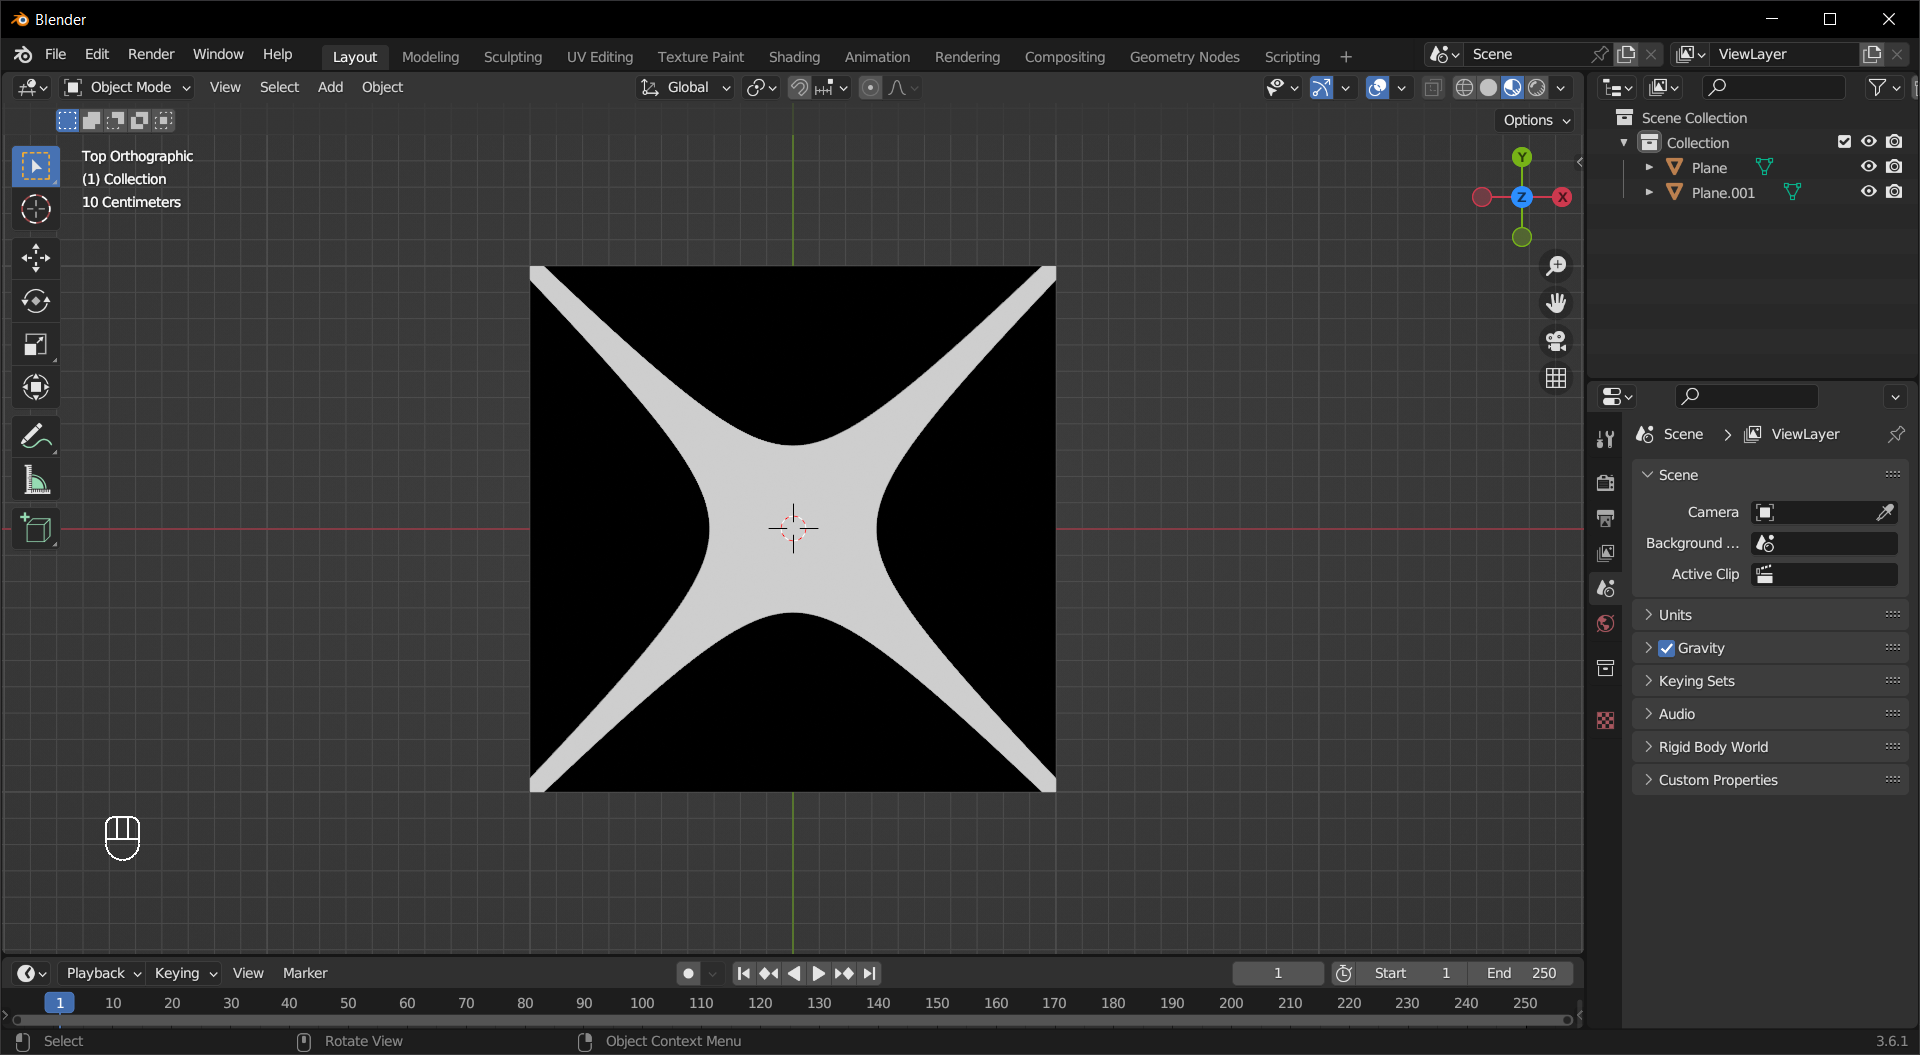 Blender
File Edit Render Window Help Layout Modeling Sculpting UV Editing Texture Paint Shading Animation Rendering Compositing Geometry Nodes Scripting + Scene ViewLayer
Object Mode View Select Add Object Global
Options
Top Orthographic
(1) Collection
10 Centimeters
Y
Z
X
Scene Collection
Collection
Plane
Plane.001
Scene > ViewLayer
Scene
Camera
Background ...
Active Clip
Units
Gravity
Keying Sets
Audio
Rigid Body World
Custom Properties
Playback Keying View Marker 1 Start 1 End 250
1 10 20 30 40 50 60 70 80 90 100 110 120 130 140 150 160 170 180 190 200 210 220 230 240 250
Select Rotate View Object Context Menu 3.6.1